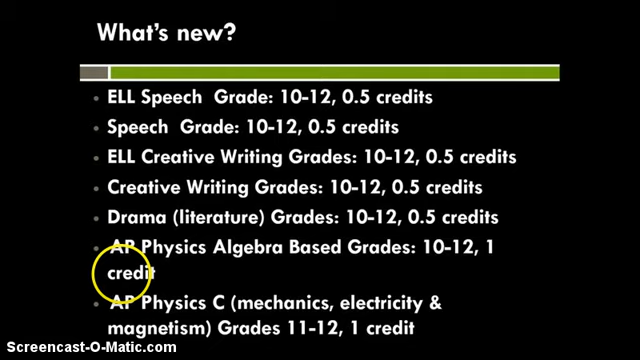 What's new?
ELL Speech Grade: 10-12, 0.5 credits
Speech Grade: 10-12, 0.5 credits
ELL Creative Writing Grades: 10-12, 0.5 credits
Creative Writing Grades: 10-12, 0.5 credits
Drama (literature) Grades: 10-12, 0.5 credits
AP Physics Algebra Based Grades: 10-12, 1
credit
AP Physics C (mechanics, electricity &
magnetism) Grades 11-12, 1 credit
Screencast-O-Matic.com